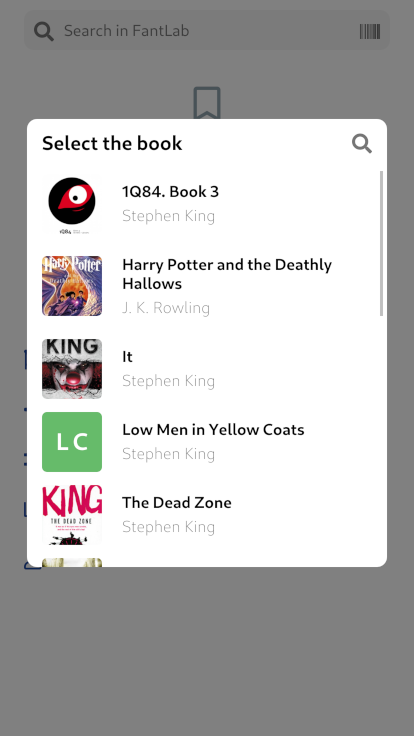 Search in FantLab
Select the book
1Q84. Book 3
Stephen King
1Q84
Harry Potter and the Deathly
Hallows
J. K. Rowling
Harry Potter
It
Stephen King
KING
Low Men in Yellow Coats
Stephen King
L C
The Dead Zone
Stephen King
KING
THE DEAD ZONE